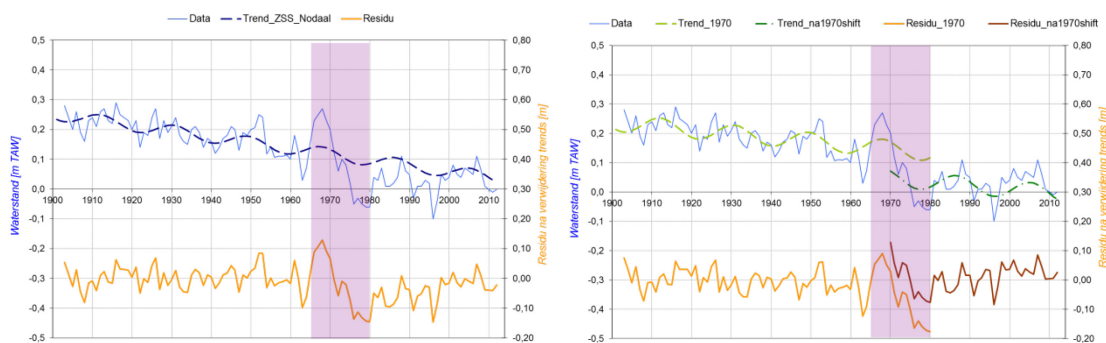 Data Trend_ZSS_Nodaal Residu
0,5 0,80
0,4 0,70
0,3 0,60
0,2 0,50
0,1 0,40
0,0 0,30
1900 1910 1920 1930 1940 1950 1960 1970 1980 1990 2000 2010
-0,1 0,20
-0,2 0,10
-0,3 0,00
-0,4 -0,10
-0,5 -0,20
Waterstand [m TAW]
Residu na verwijdering trends [m]
Data Trend_1970 Trend_na1970shift Residu_1970 Residu_na1970shift
0,5 0,80
0,4 0,70
0,3 0,60
0,2 0,50
0,1 0,40
0,0 0,30
1900 1910 1920 1930 1940 1950 1960 1970 1980 1990 2000 2010
-0,1 0,20
-0,2 0,10
-0,3 0,00
-0,4 -0,10
-0,5 -0,20
Waterstand [m TAW]
Residu na verwijdering trends [m]